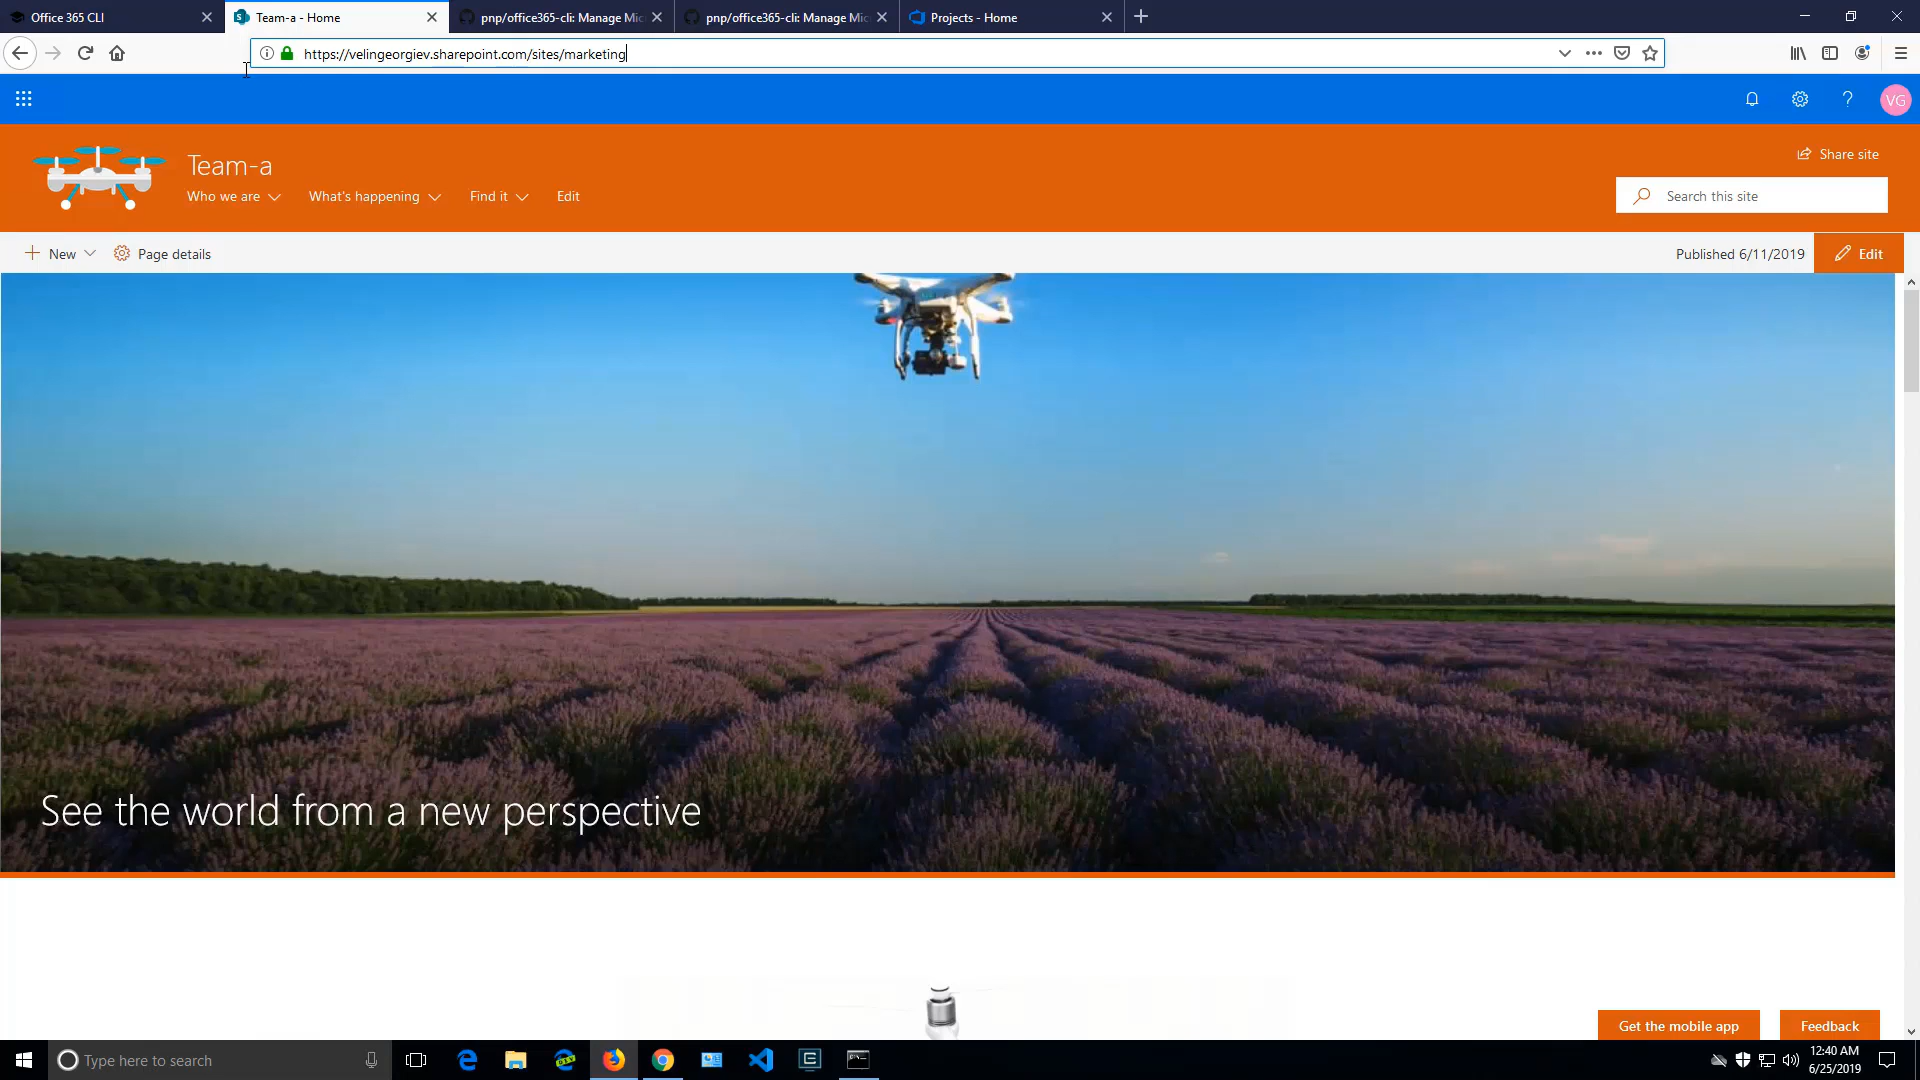 Office 365 CLI
Team-a - Home
pnp/office365-cli: Manage Mic
pnp/office365-cli: Manage Mic
Projects - Home
https://velingeorgiev.sharepoint.com/sites/marketing
VG
Team-a
Share site
Who we are
What's happening
Find it
Edit
Search this site
New
Page details
Published 6/11/2019
Edit
See the world from a new perspective
Get the mobile app
Feedback
Type here to search
12:40 AM
6/25/2019